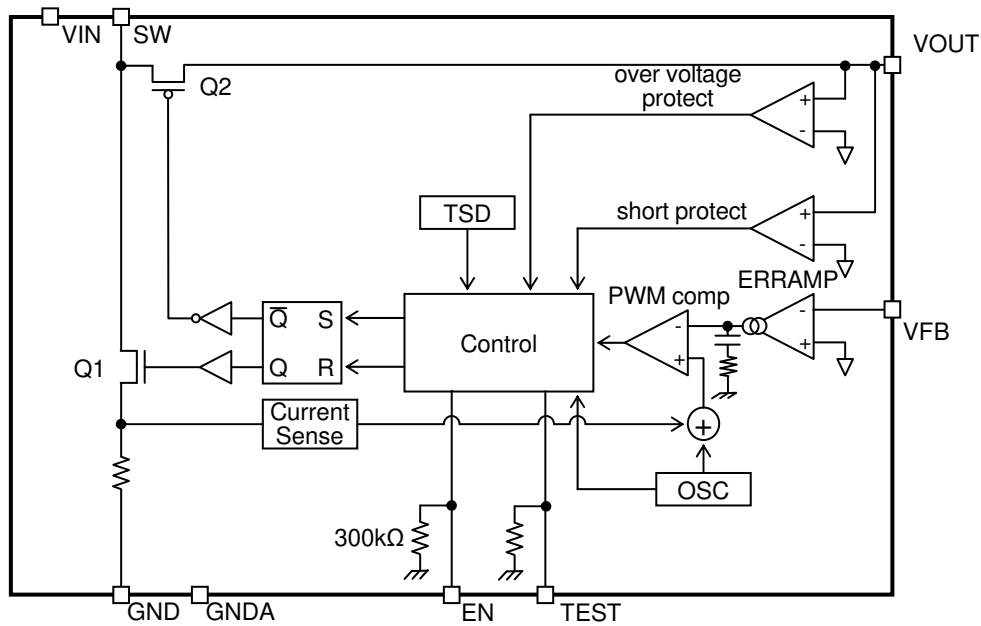 VIN
SW
VOUT
Q2
over voltage
protect
+
-
TSD
short protect
+
-
ERRAMP
PWM comp
Q̅ S
Q R
Control
-
+
-
+
VFB
Q1
Current
Sense
+
OSC
300kΩ
GND
GNDA
EN
TEST